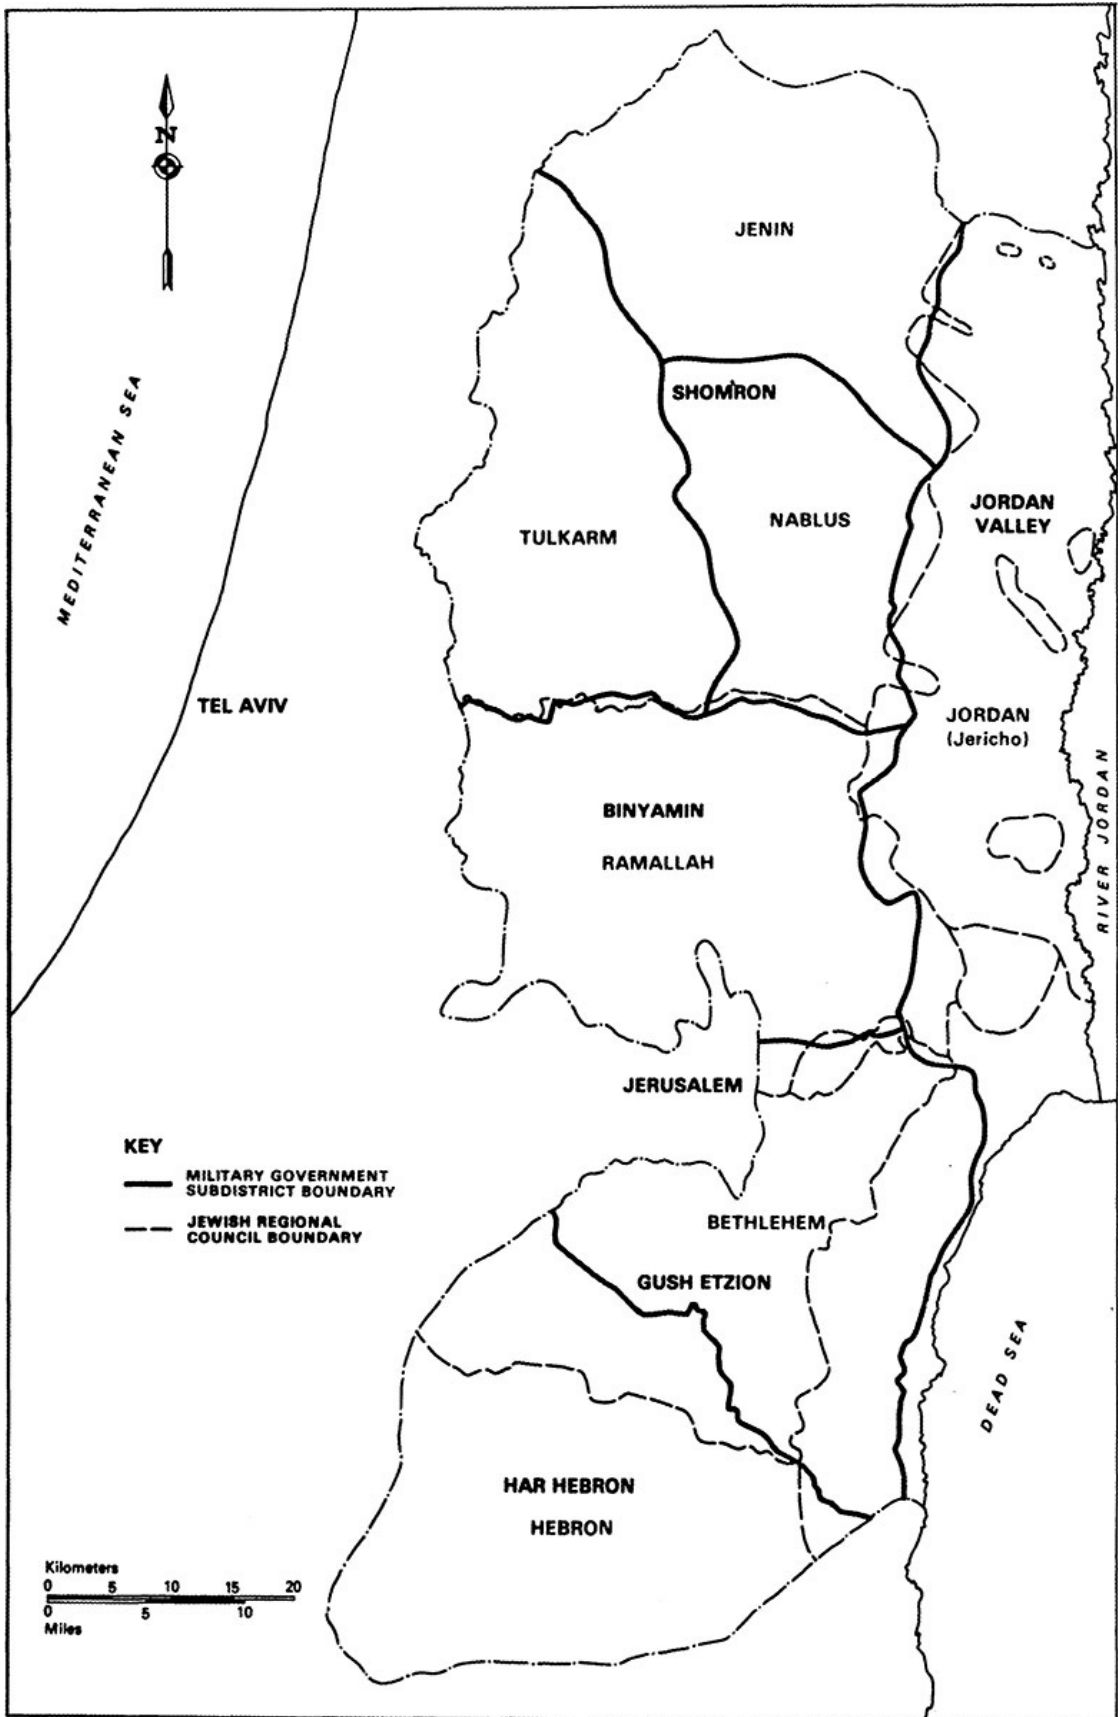 N
JENIN
SHOM'RON
MEDITERRANEAN SEA
TULKARM
NABLUS
JORDAN
VALLEY
TEL AVIV
JORDAN
(Jericho)
RIVER JORDAN
BINYAMIN
RAMALLAH
JERUSALEM
KEY
MILITARY GOVERNMENT
SUBDISTRICT BOUNDARY
JEWISH REGIONAL
COUNCIL BOUNDARY
BETHLEHEM
GUSH ETZION
DEAD SEA
HAR HEBRON
HEBRON
Kilometers
0 5 10 15 20
0 5 10
Miles